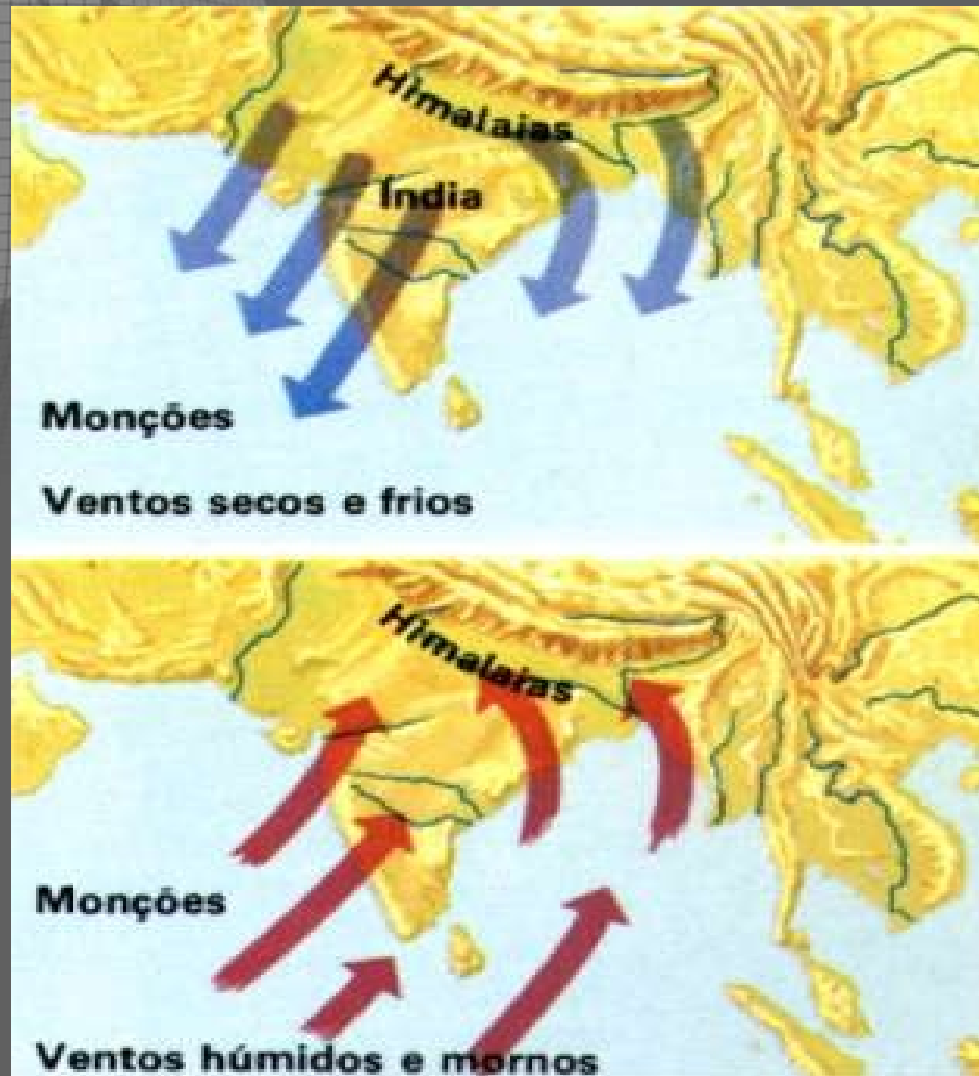 Himalaias
Índia
Monções
Ventos secos e frios
Himalaias
Monções
Ventos húmidos e mornos